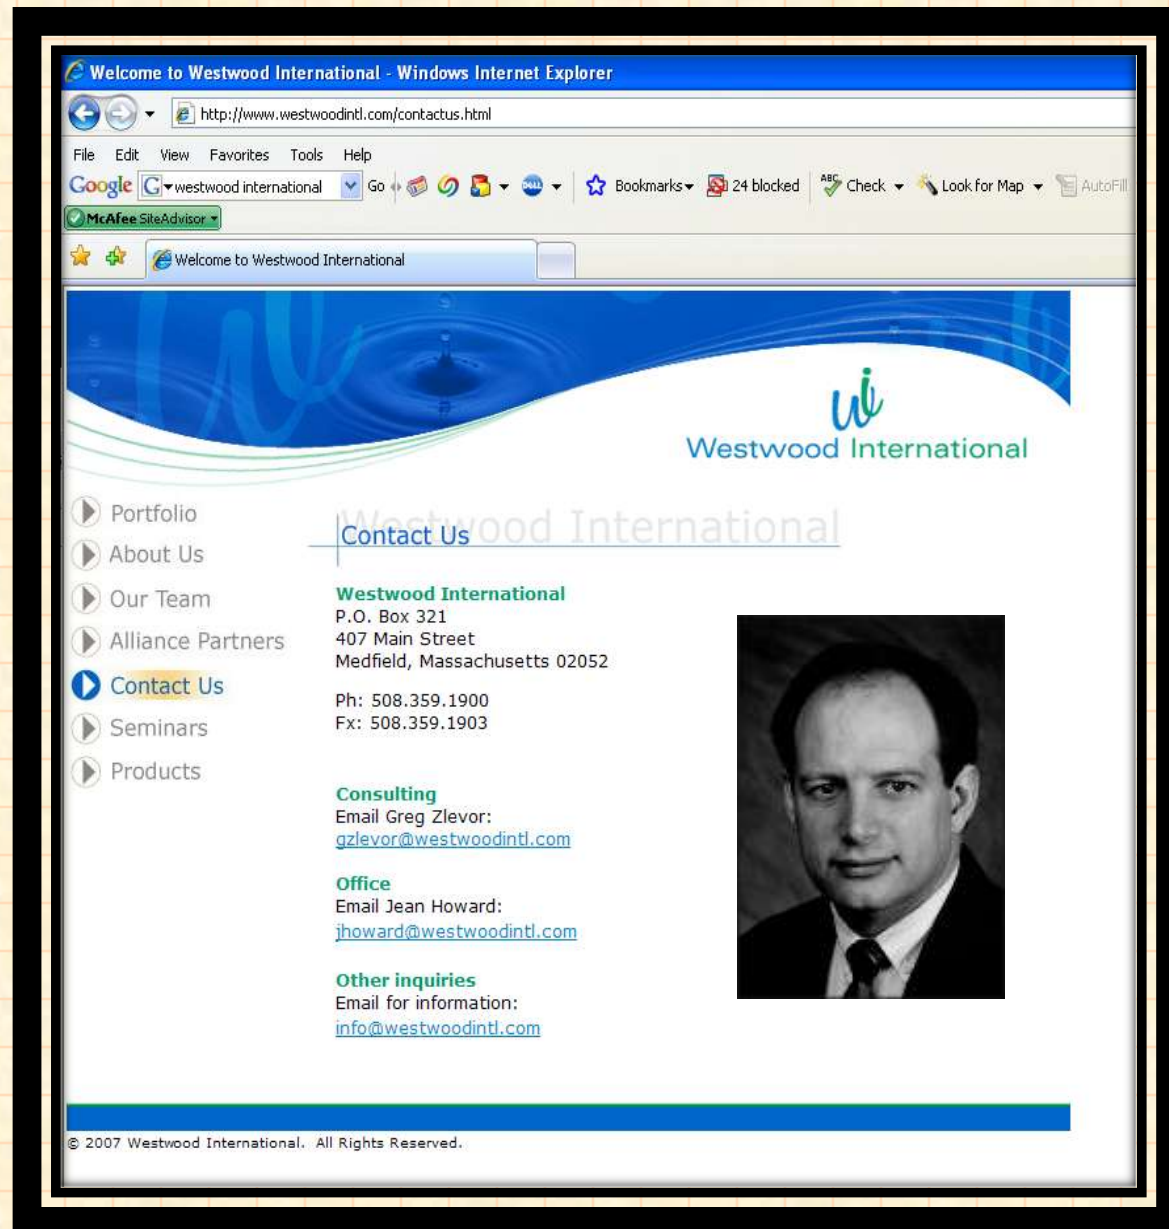 Welcome to Westwood International - Windows Internet Explorer
http://www.westwoodintl.com/contactus.html
File Edit View Favorites Tools Help
Google G westwood international Go Bookmarks 24 blocked ABC Check Look for Map AutoFill
McAfee SiteAdvisor
Welcome to Westwood International
wi
Westwood International
Portfolio
About Us
Our Team
Alliance Partners
Contact Us
Seminars
Products
Westwood International
Contact Us
Westwood International
P.O. Box 321
407 Main Street
Medfield, Massachusetts 02052
Ph: 508.359.1900
Fx: 508.359.1903
Consulting
Email Greg Zlevor:
gzlevor@westwoodintl.com
Office
Email Jean Howard:
jhoward@westwoodintl.com
Other inquiries
Email for information:
info@westwoodintl.com
© 2007 Westwood International. All Rights Reserved.